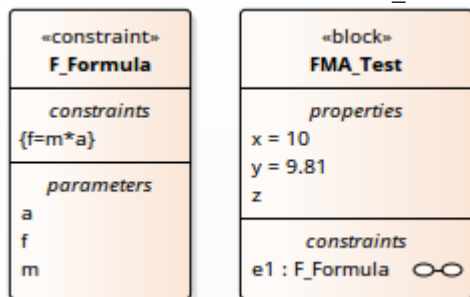 «constraint»
F_Formula
constraints
{f=m*a}
parameters
a
f
m
«block»
FMA_Test
properties
x = 10
y = 9.81
z
constraints
e1 : F_Formula